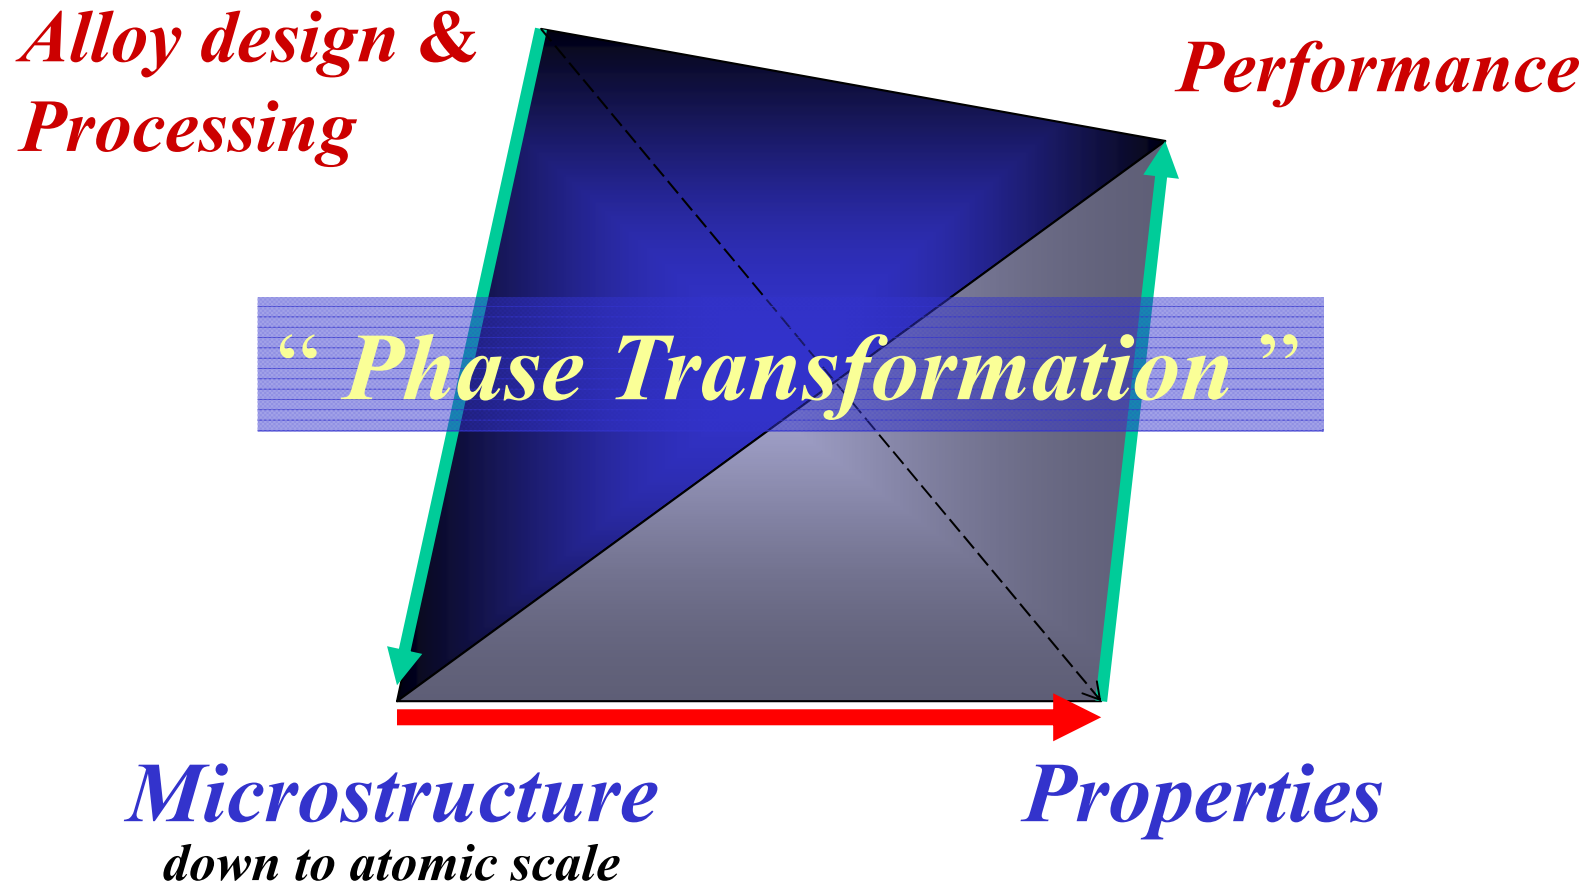 Alloy design &
Processing
Performance
“ Phase Transformation ”
Microstructure
down to atomic scale
Properties